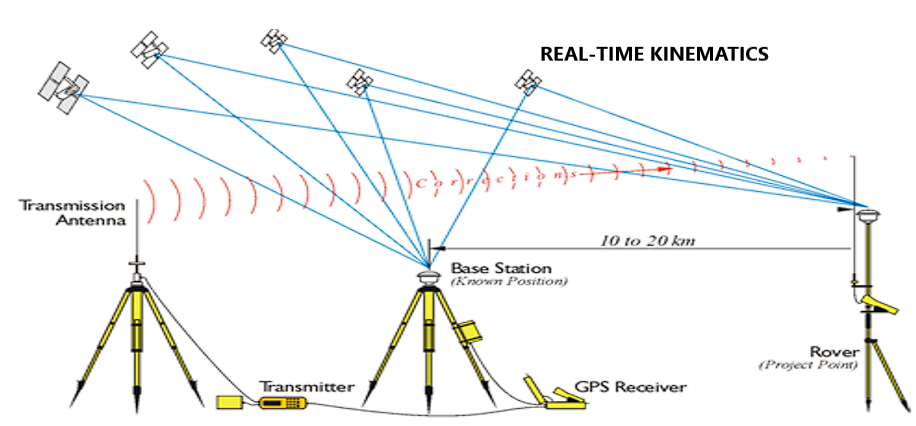 REAL-TIME KINEMATICS
Corrections
Transmission
Antenna
10 to 20 km
Base Station
(Known Position)
Rover
(Project Point)
Transmitter
GPS Receiver